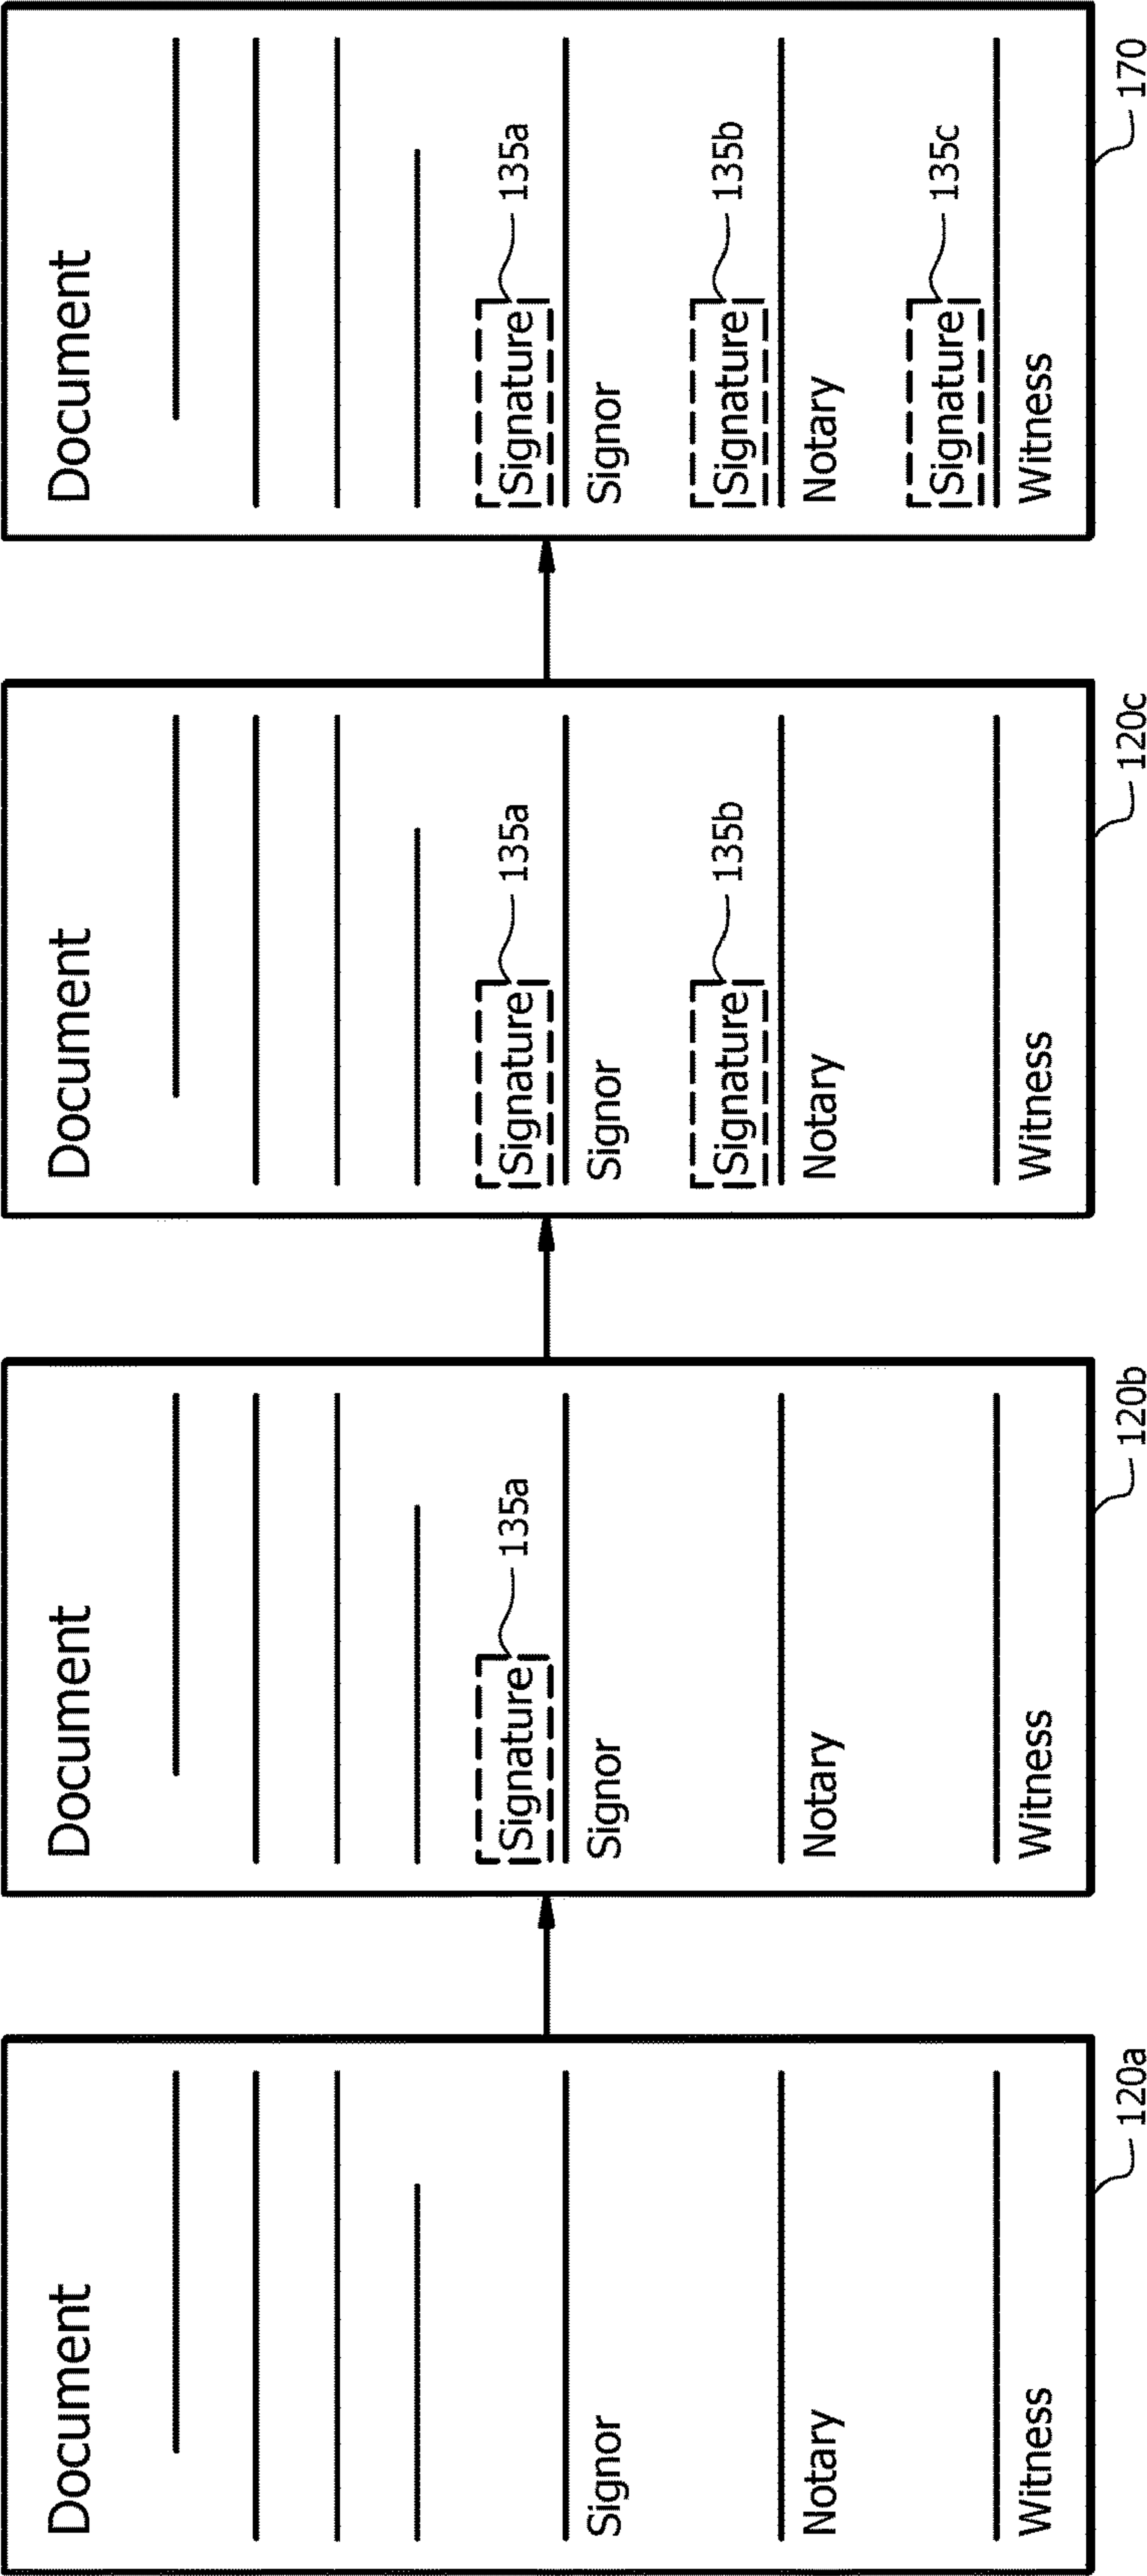 Document
Signor
Notary
Witness
120a
Document
Signature
135a
Signor
Notary
Witness
120b
Document
Signature
135a
Signor
Signature
135b
Notary
Witness
120c
Document
Signature
135a
Signor
Signature
135b
Notary
Signature
135c
Witness
170